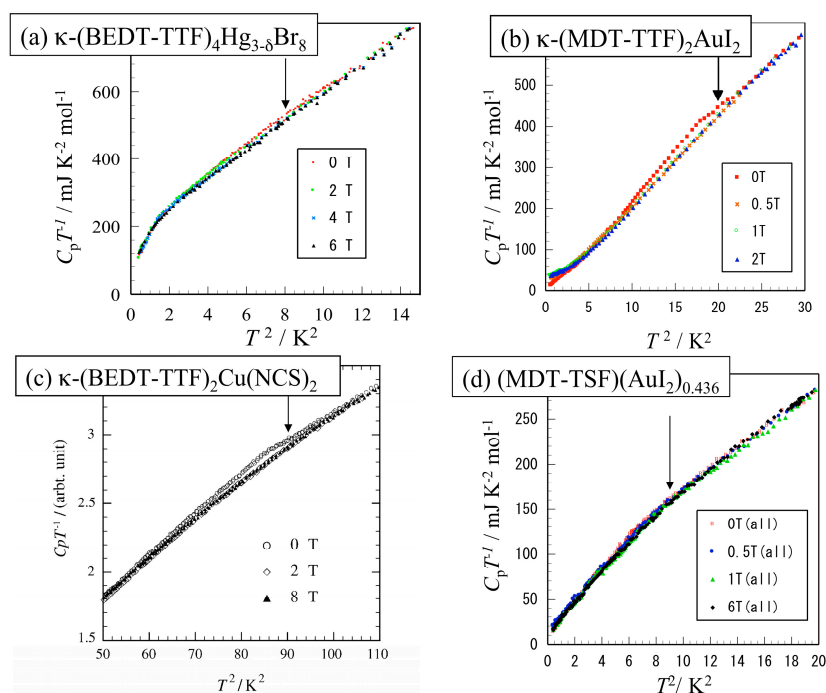 (a) κ-(BEDT-TTF)4Hg3-δBr8
CpT-1 / mJ K-2 mol-1
600
400
200
0
0 I
2 T
4 T
6 T
0 2 4 6 8 10 12 14
T 2 / K2
(b) κ-(MDT-TTF)2AuI2
CpT-1 / mJ K-2 mol-1
500
400
300
200
100
0
0T
0.5T
1T
2T
0 5 10 15 20 25 30
T 2 / K2
(c) κ-(BEDT-TTF)2Cu(NCS)2
CpT-1 / (arbt. unit)
3
2.5
2
1.5
0 T
2 T
8 T
50 60 70 80 90 100 110
T 2 / K2
(d) (MDT-TSF)(AuI2)0.436
CpT-1 / mJ K-2 mol-1
250
200
150
100
50
0
0T(all)
0.5T(all)
1T(all)
6T(all)
0 2 4 6 8 10 12 14 16 18 20
T2/ K2